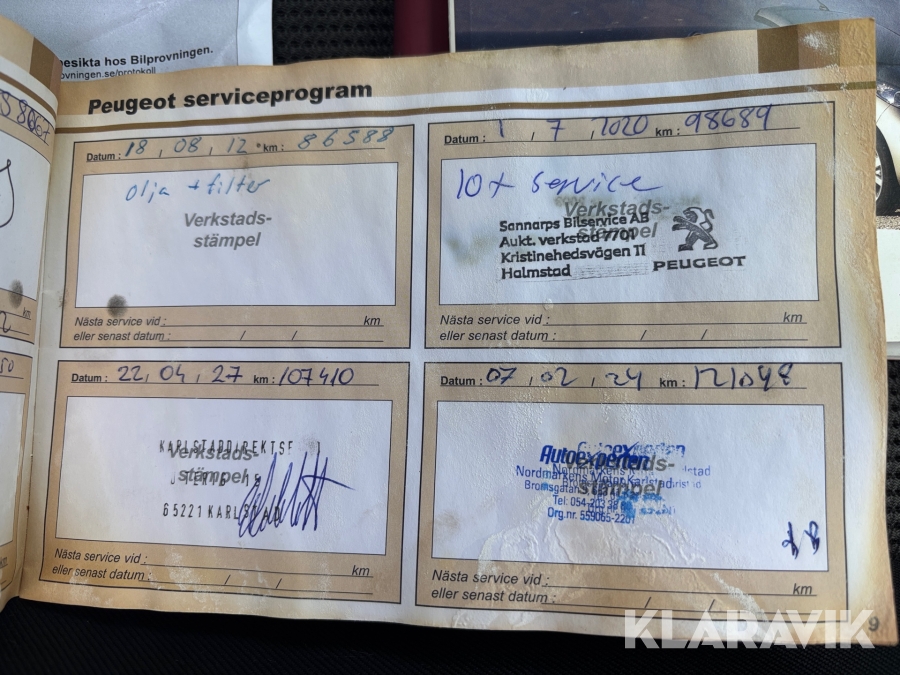 besikta hos Bilprovningen.
ovningen.se/protokoll
Peugeot serviceprogram
Datum : 18 , 08 , 12 km : 86588
Olja + filter
Verkstads-
stämpel
Nästa service vid : km
eller senast datum : / /
Datum : 1 , 7 , 2020 km : 98689
10+ service
Verkstads-
stämpel
Sannarps Bilservice AB
Aukt. verkstad 7701
Kristinehedsvägen 11
Halmstad
PEUGEOT
Nästa service vid : km
eller senast datum : / /
Datum : 22, 04, 27 km : 107410
Verkstads-
stämpel
65221 KARLSTAD
Nästa service vid : km
eller senast datum : / /
Datum : 07, 02, 24 km : 121048
Verkstads-
stämpel
Autoexperten
Nordmarkens Motor Karlstad
Org.nr. 559065-2201
Nästa service vid : km
eller senast datum : / /
9
KLARAVIK